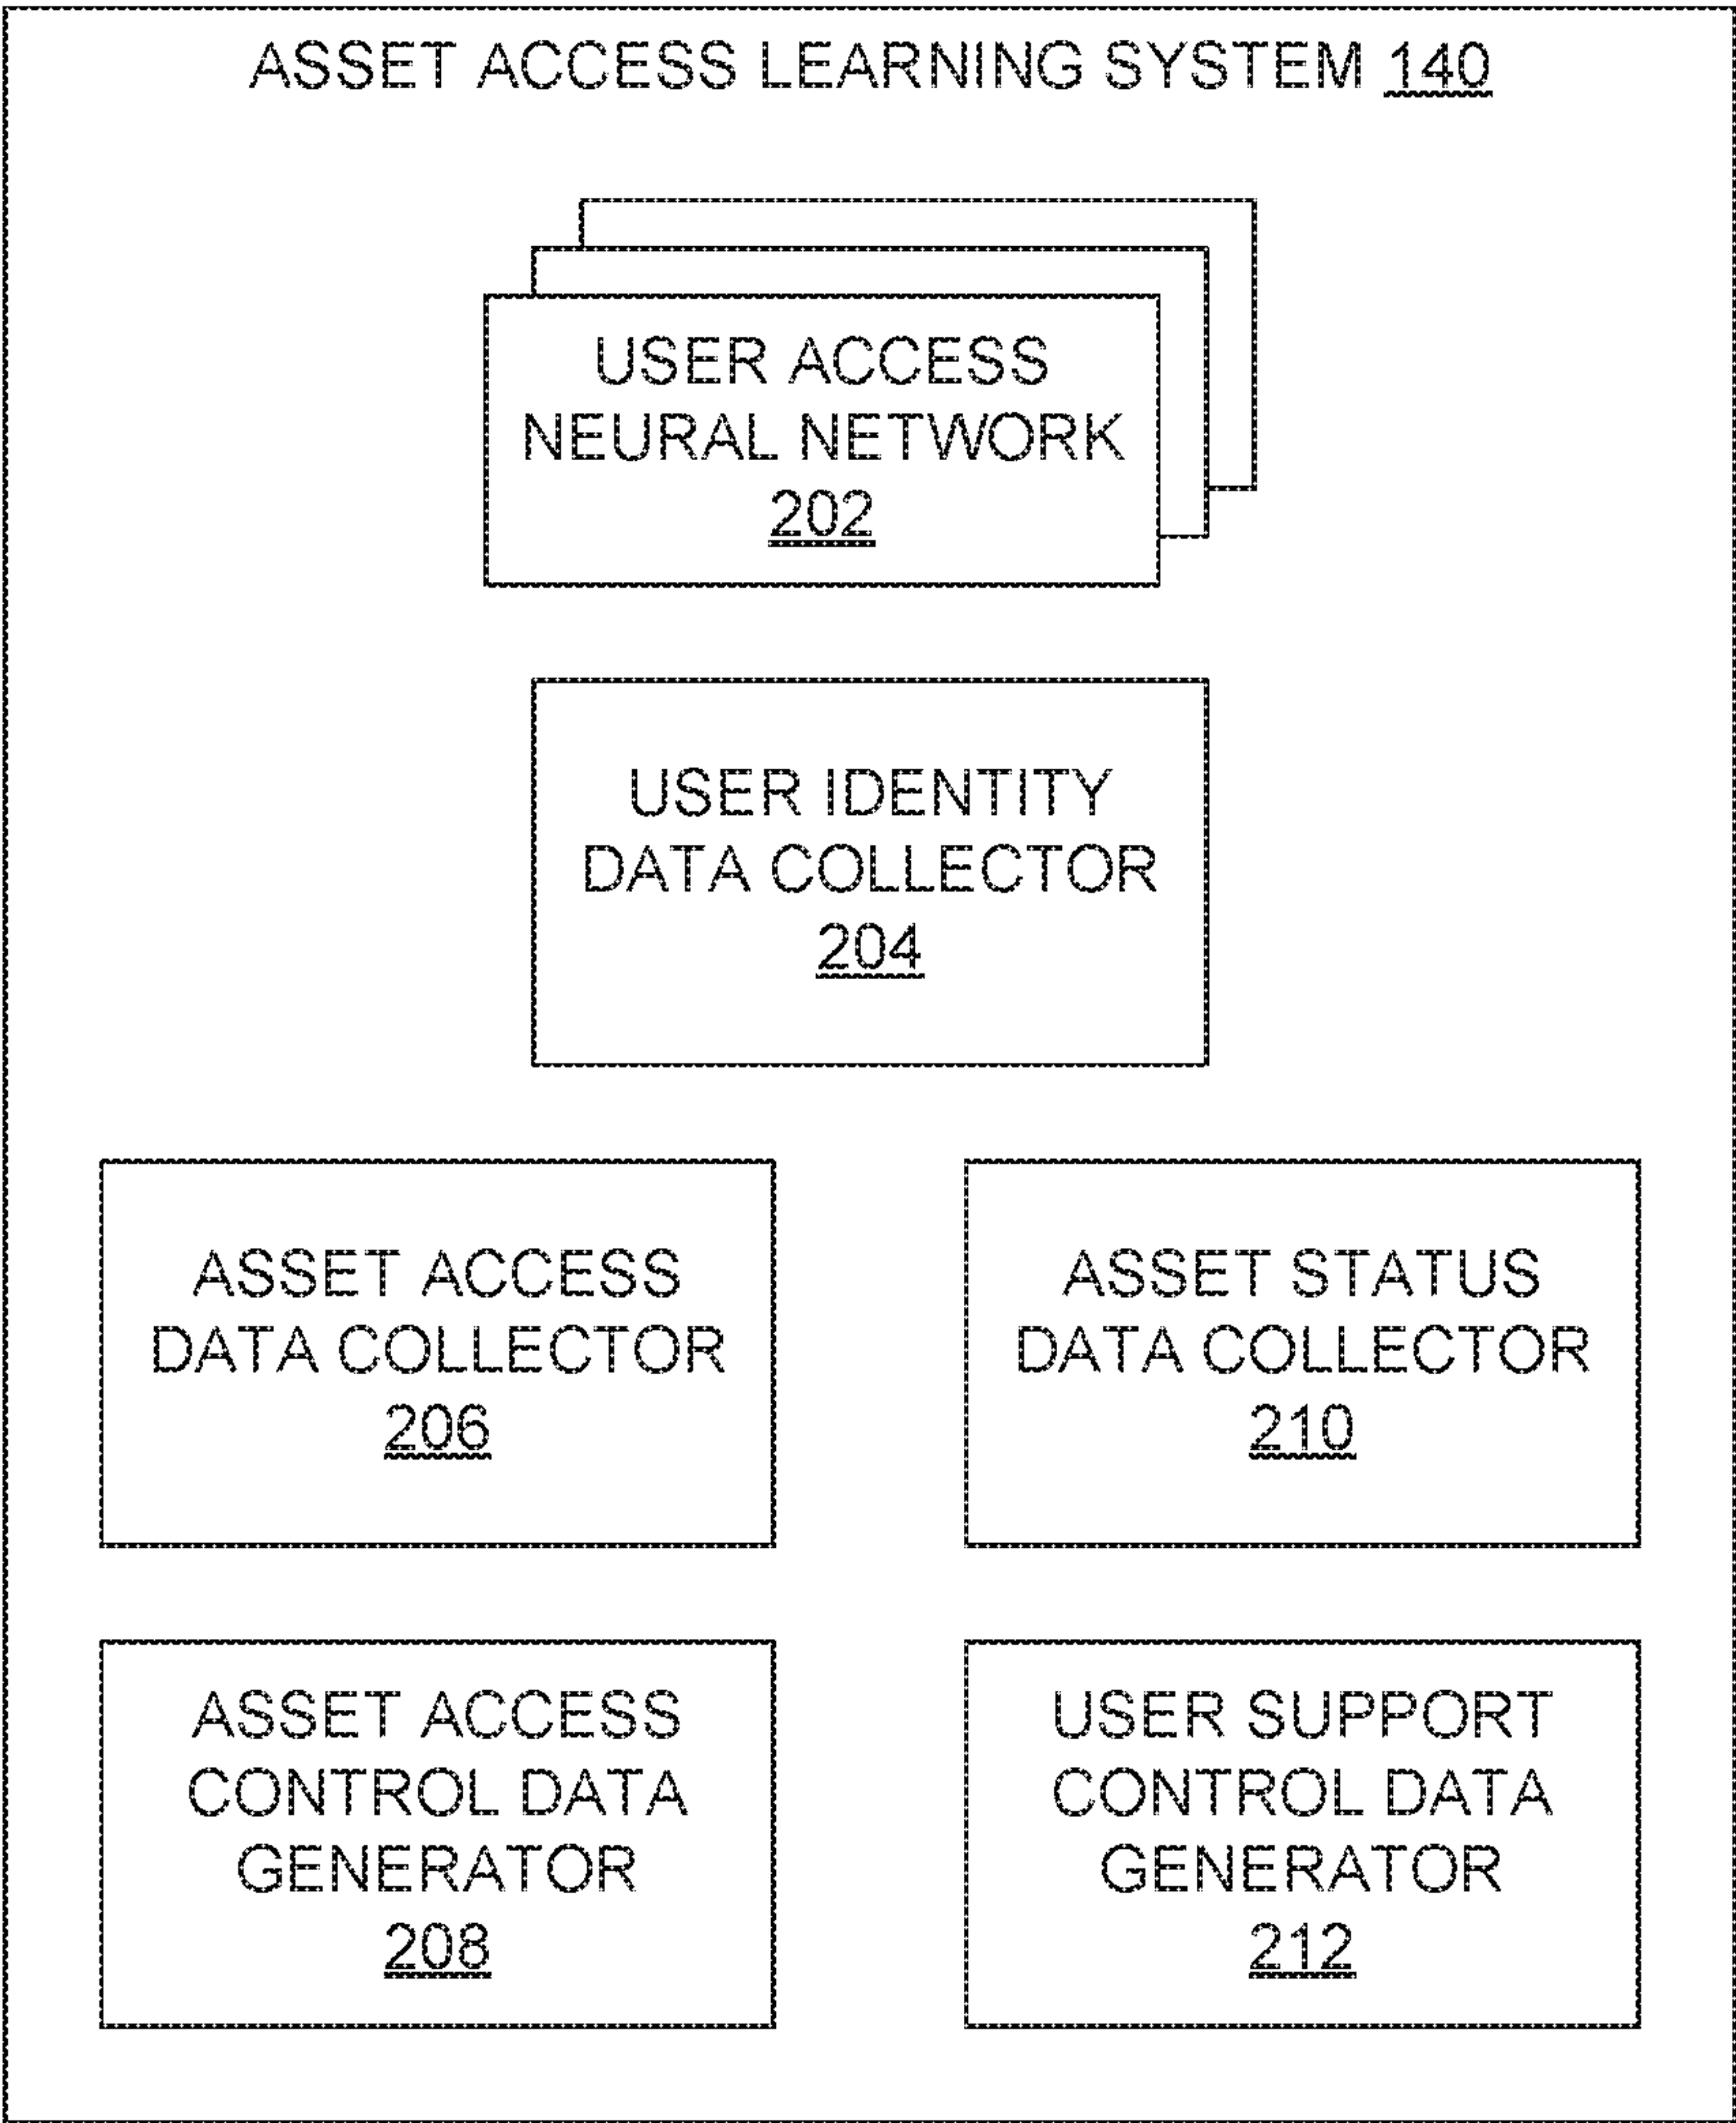 ASSET ACCESS LEARNING SYSTEM 140
USER ACCESS
NEURAL NETWORK
202
USER IDENTITY
DATA COLLECTOR
204
ASSET ACCESS
DATA COLLECTOR
206
ASSET STATUS
DATA COLLECTOR
210
ASSET ACCESS
CONTROL DATA
GENERATOR
208
USER SUPPORT
CONTROL DATA
GENERATOR
212